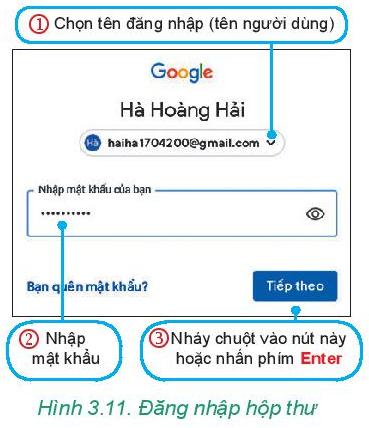 ① Chọn tên đăng nhập (tên người dùng)
Google
Hà Hoàng Hải
Hà haiha1704200@gmail.com
Nhập mật khẩu của bạn
••••••••••
Bạn quên mật khẩu?
Tiếp theo
② Nhập
mật khẩu
③ Nháy chuột vào nút này
hoặc nhấn phím Enter
Hình 3.11. Đăng nhập hộp thư